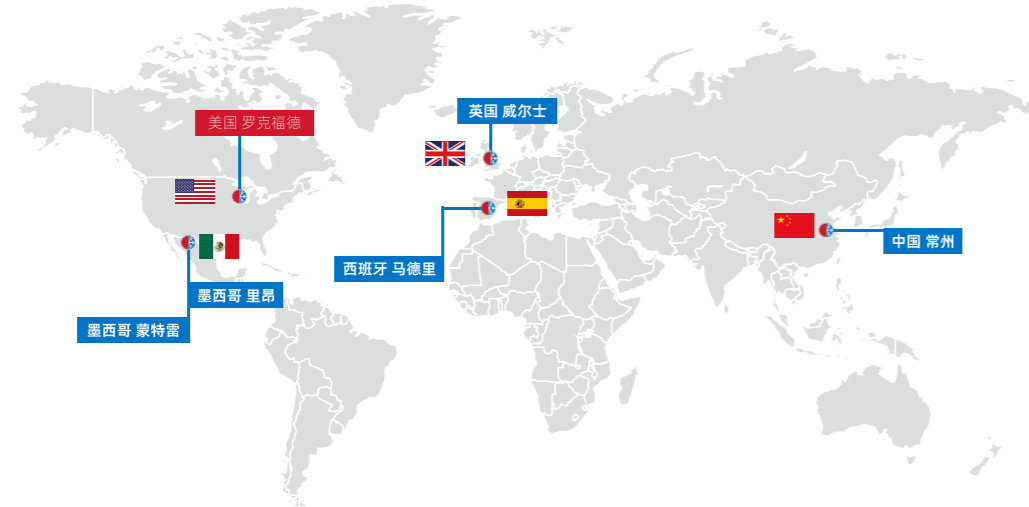 英国 威尔士
美国 罗克福德
中国 常州
西班牙 马德里
墨西哥 里昂
墨西哥 蒙特雷